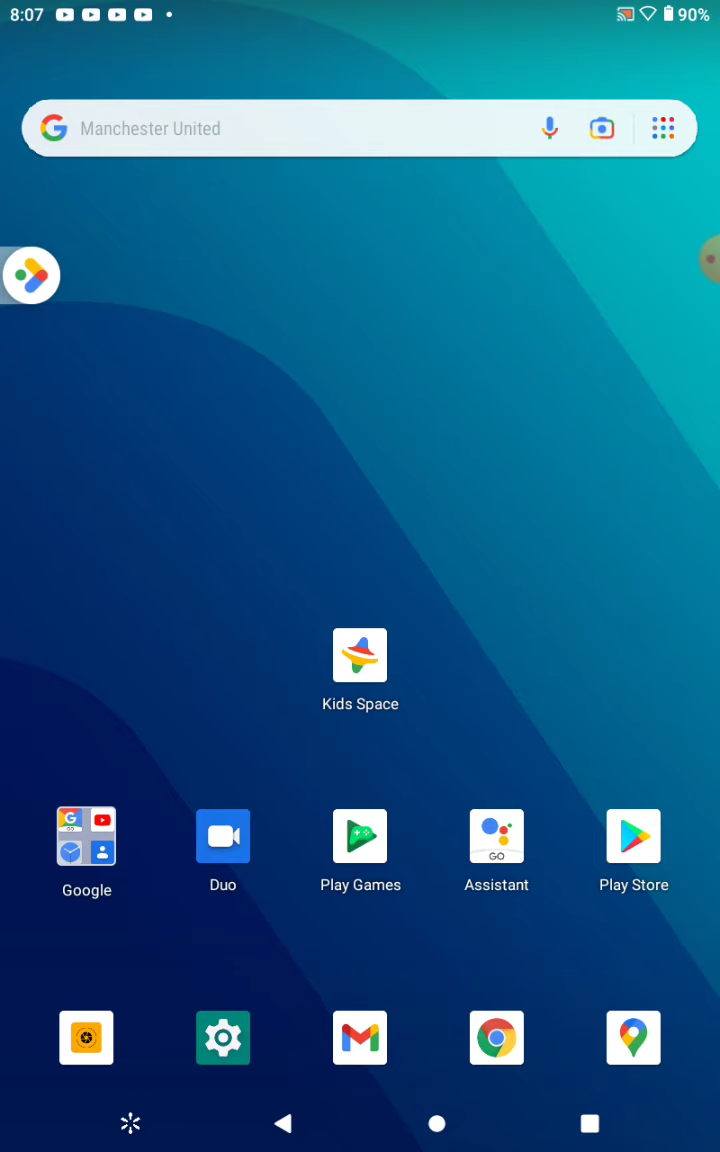 8:07 90%
Manchester United
Kids Space
Google Duo Play Games Assistant Play Store
GO